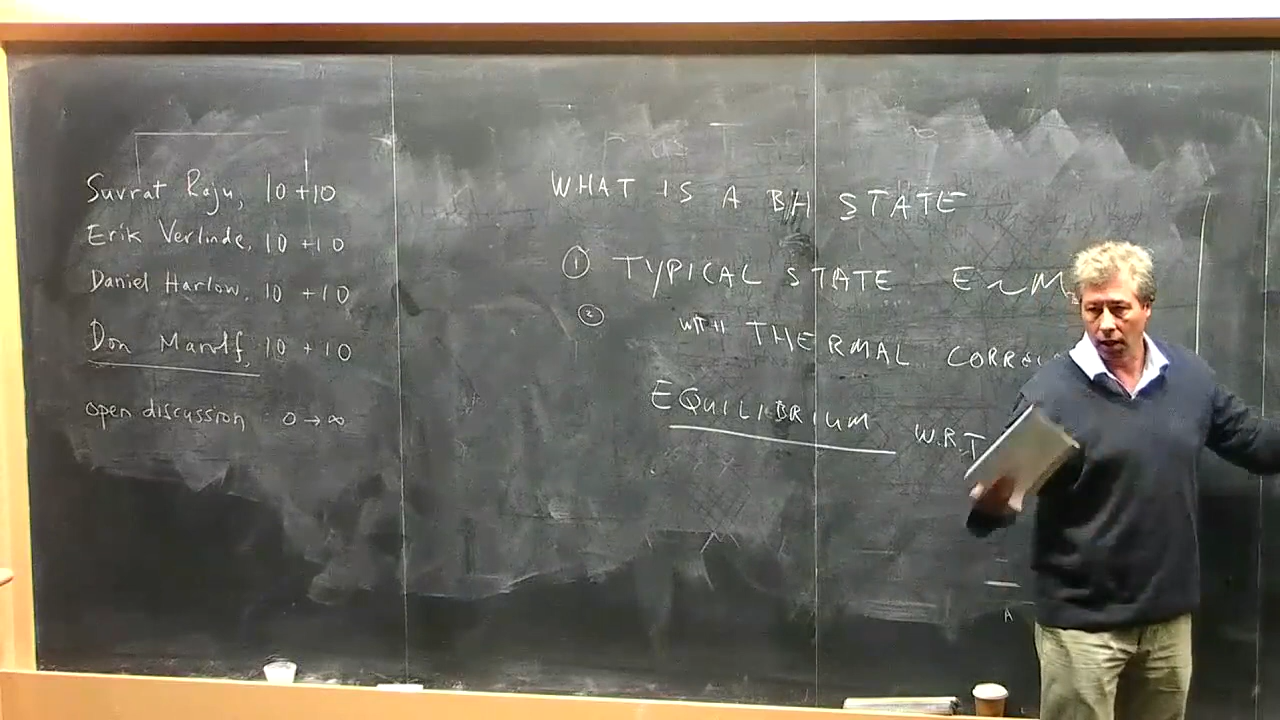 Suvrat Raju, 10 + 10
Erik Verlinde, 10 + 10
Daniel Harlow, 10 + 10
Don Marolf, 10 + 10
open discussion : 0 → ∞
WHAT IS A BH STATE
① TYPICAL STATE E ~ M
② WITH THERMAL
EQUILIBRIUM W.R.T
A